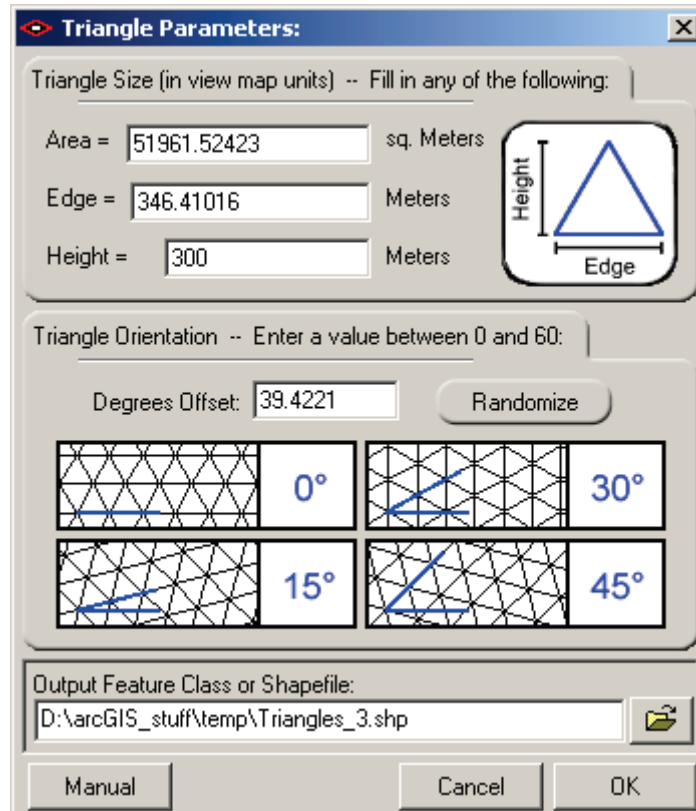 Triangle Parameters:
Triangle Size (in view map units) -- Fill in any of the following:
Area = 51961.52423 sq. Meters
Edge = 346.41016 Meters
Height = 300 Meters
Height
Edge
Triangle Orientation -- Enter a value between 0 and 60:
Degrees Offset: 39.4221 Randomize
0° 30°
15° 45°
Output Feature Class or Shapefile:
D:\arcGIS_stuff\temp\Triangles_3.shp
Manual Cancel OK